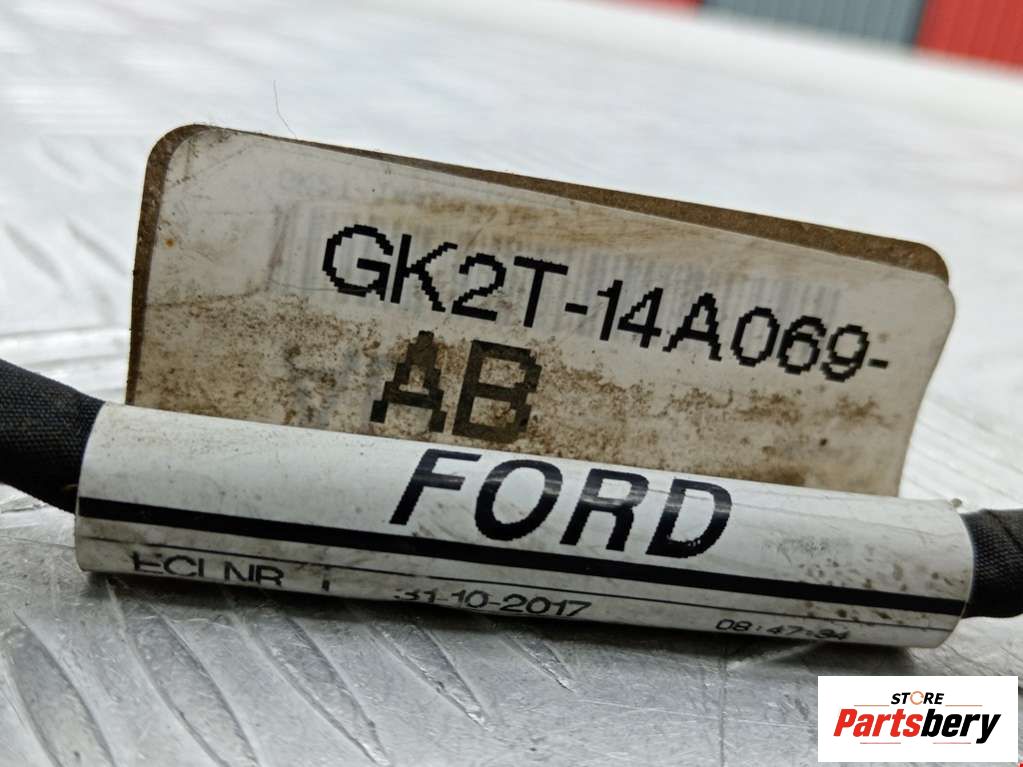 GK2T-14A069-
AB
FORD
ECI NR
31-10-2017
08:47:34
STORE
Partsbery